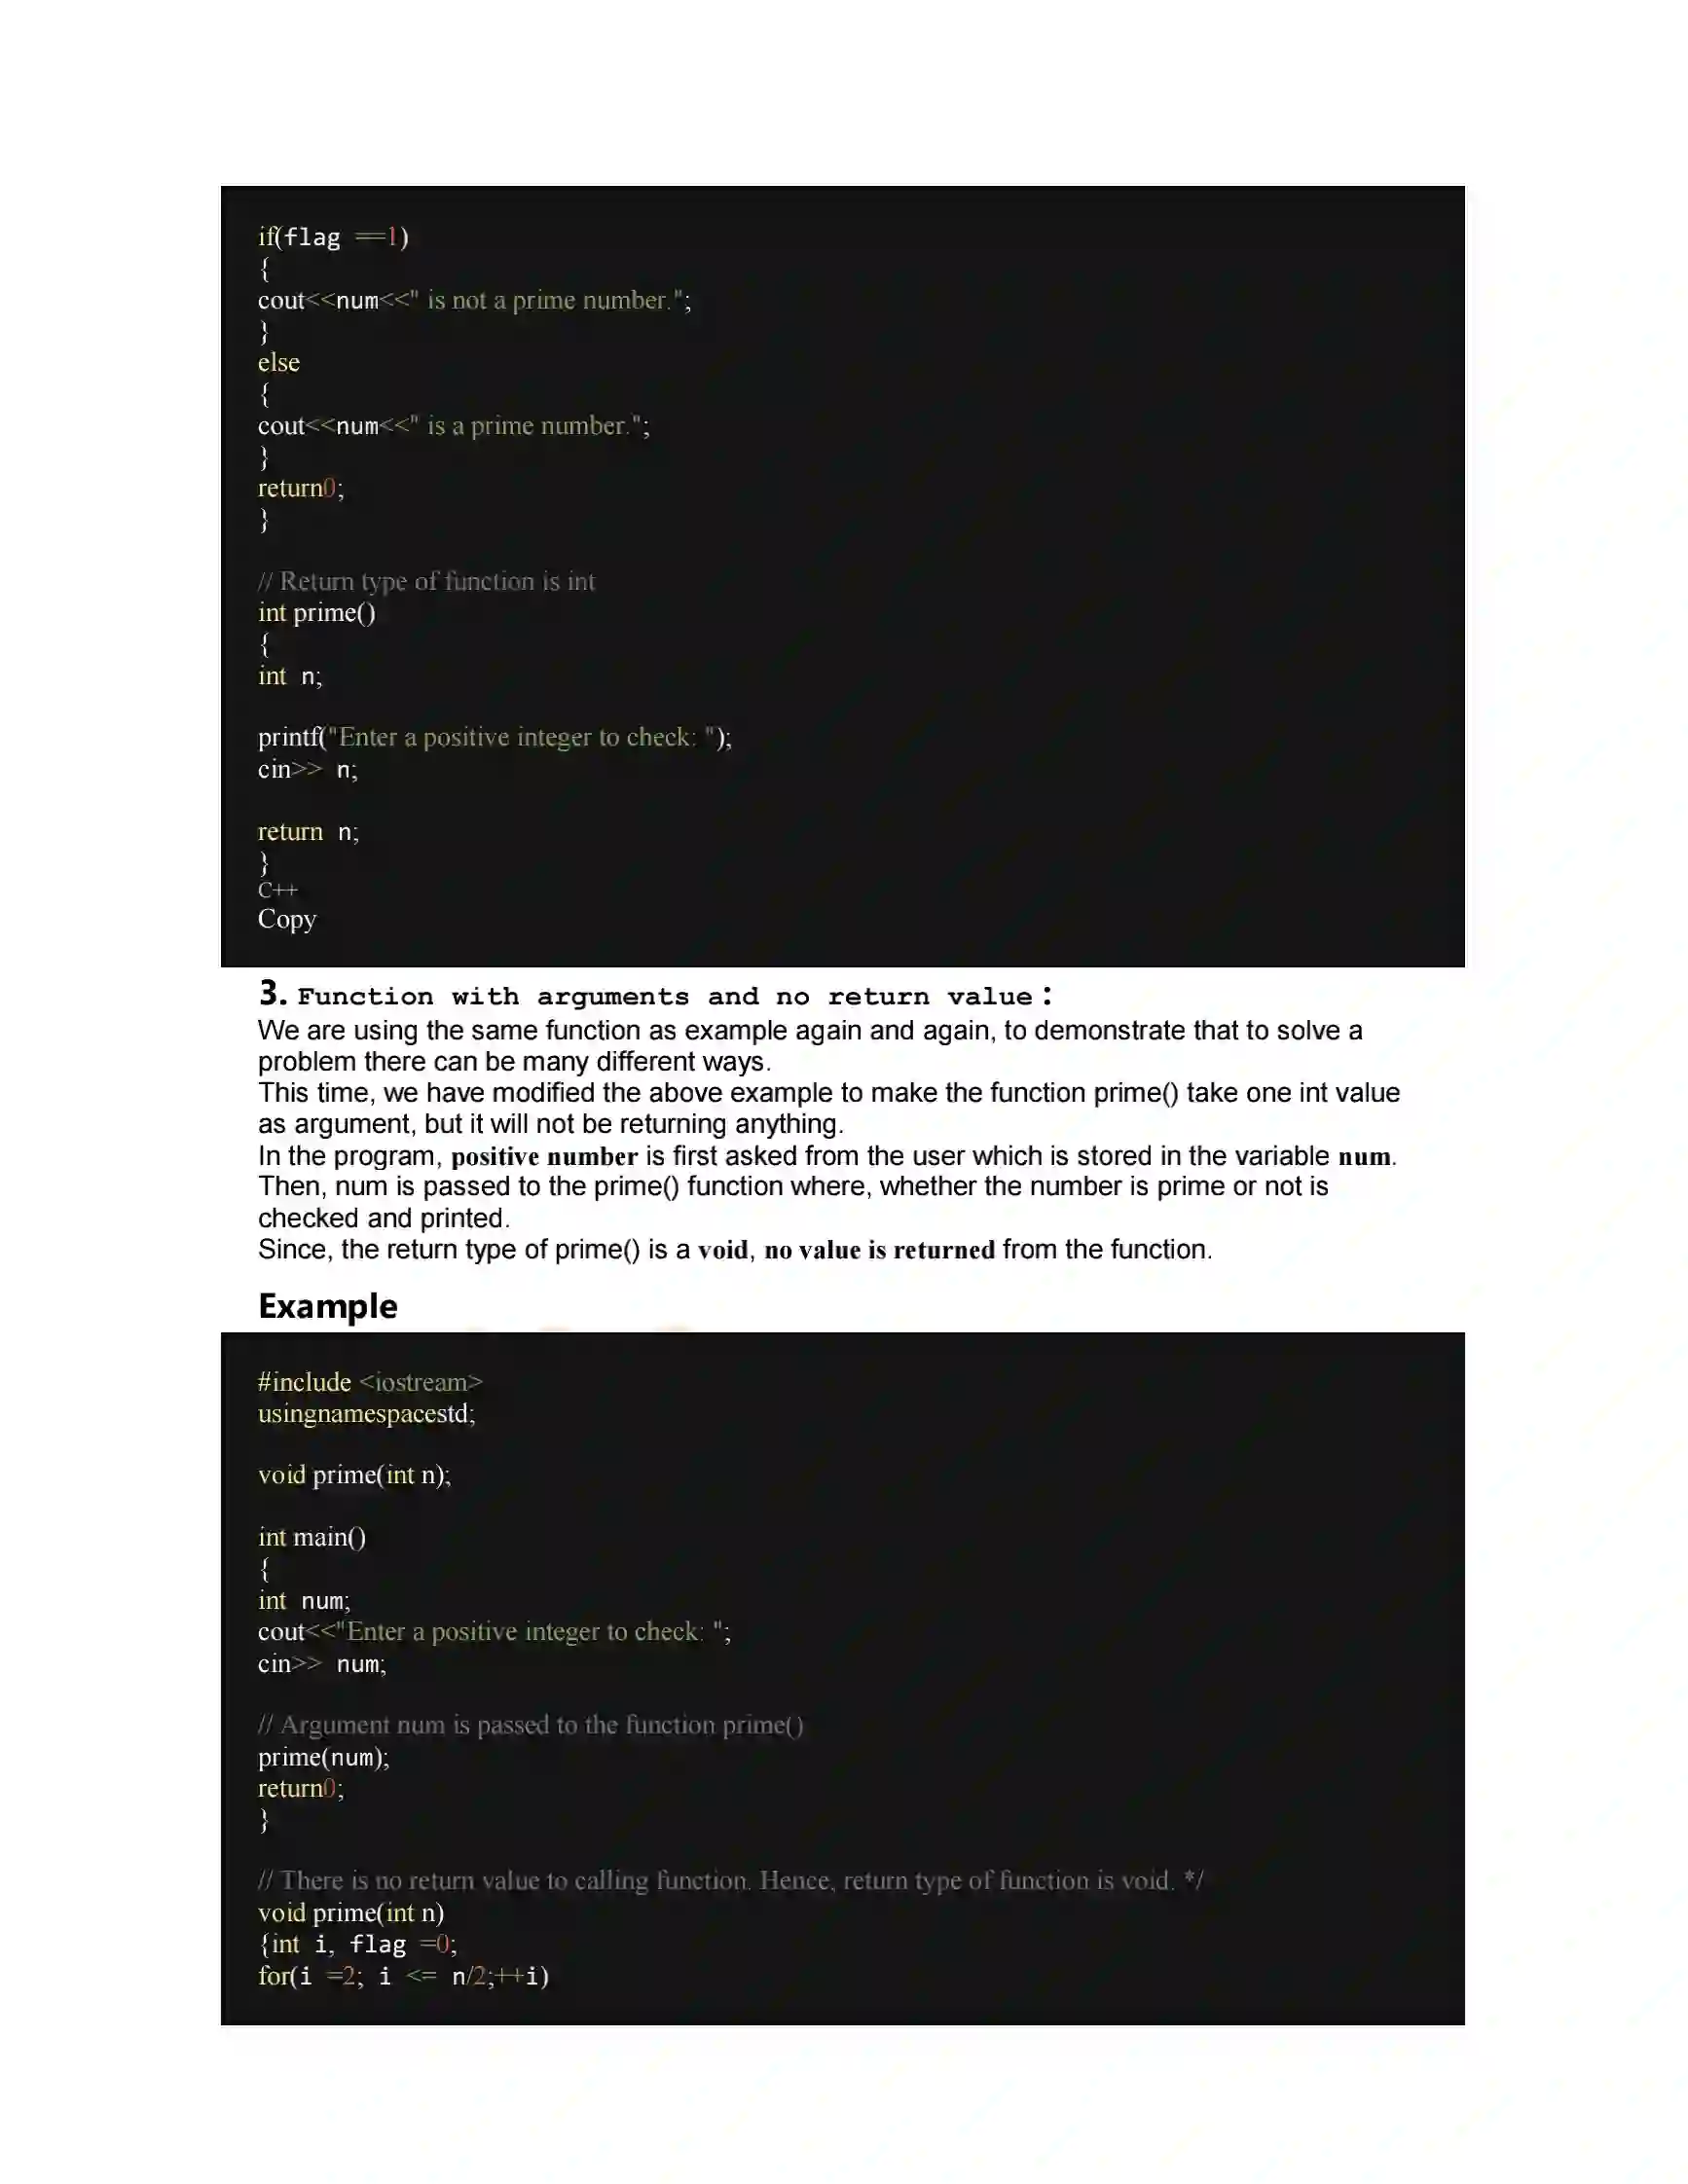 if(flag ==1)
{
cout<<num<<" is not a prime number.";
}
else
{
cout<<num<<" is a prime number.";
}
return0;
}
// Return type of function is int
int prime()
{
int n;
printf("Enter a positive integer to check: ");
cin>> n;
return n;
}
C++
Copy
3. Function with arguments and no return value :
We are using the same function as example again and again, to demonstrate that to solve a
problem there can be many different ways.
This time, we have modified the above example to make the function prime() take one int value
as argument, but it will not be returning anything.
In the program, positive number is first asked from the user which is stored in the variable num.
Then, num is passed to the prime() function where, whether the number is prime or not is
checked and printed.
Since, the return type of prime() is a void, no value is returned from the function.
Example
#include <iostream>
usingnamespacestd;
void prime(int n);
int main()
{
int num;
cout<<"Enter a positive integer to check: ";
cin>> num;
// Argument num is passed to the function prime()
prime(num);
return0;
}
// There is no return value to calling function. Hence, return type of function is void. */
void prime(int n)
{int i, flag =0;
for(i =2; i <= n/2;++i)